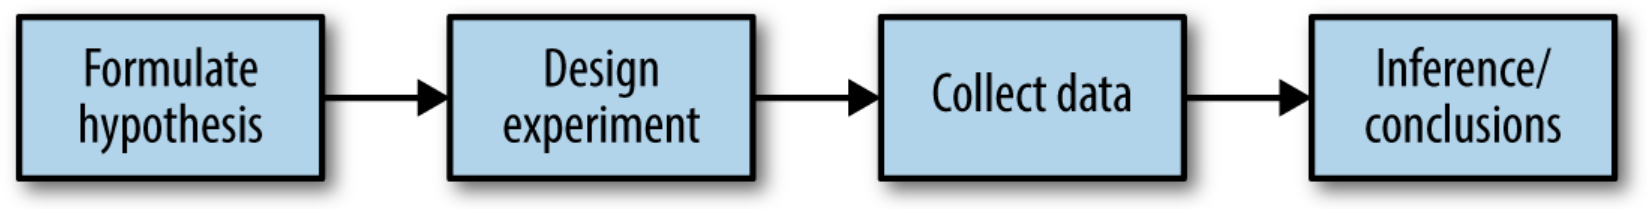 Formulate
hypothesis
Design
experiment
Collect data
Inference/
conclusions